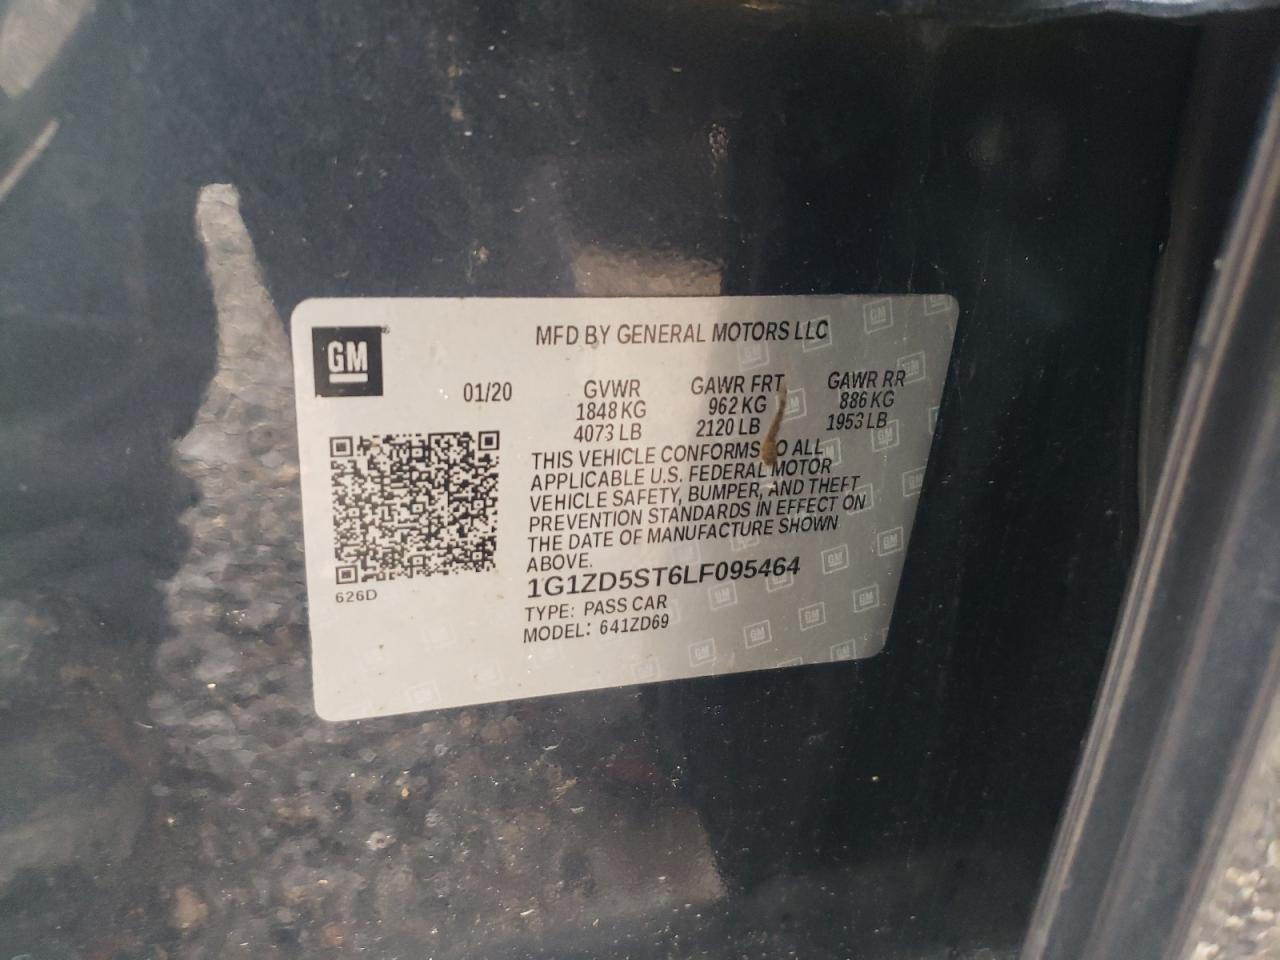 GM
MFD BY GENERAL MOTORS LLC
01/20 GVWR GAWR FRT GAWR RR
1848 KG 962 KG 886 KG
4073 LB 2120 LB 1953 LB
THIS VEHICLE CONFORMS TO ALL
APPLICABLE U.S. FEDERAL MOTOR
VEHICLE SAFETY, BUMPER, AND THEFT
PREVENTION STANDARDS IN EFFECT ON
THE DATE OF MANUFACTURE SHOWN
ABOVE.
1G1ZD5ST6LF095464
626D
TYPE: PASS CAR
MODEL: 641ZD69